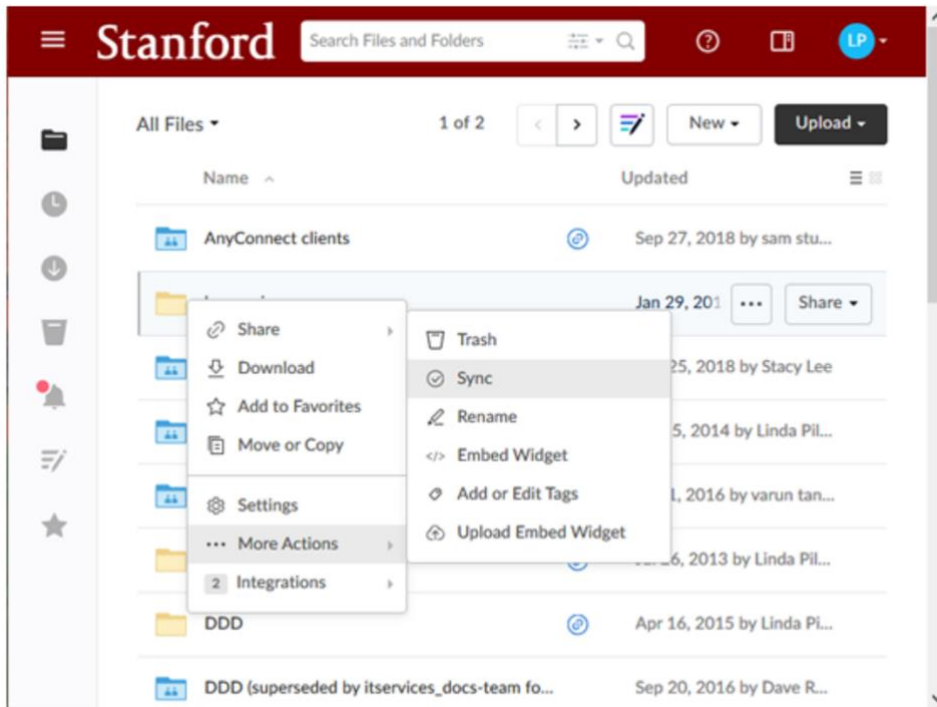 Stanford
Search Files and Folders
LP
All Files
1 of 2
New
Upload
Name
Updated
AnyConnect clients
Sep 27, 2018 by sam stu...
Jan 29, 201
...
Share
Share
Download
Add to Favorites
Move or Copy
Settings
... More Actions
2 Integrations
Trash
Sync
Rename
</> Embed Widget
Add or Edit Tags
Upload Embed Widget
25, 2018 by Stacy Lee
5, 2014 by Linda Pil...
, 2016 by varun tan...
6, 2013 by Linda Pil...
DDD
Apr 16, 2015 by Linda Pi...
DDD (superseded by itservices_docs-team fo...
Sep 20, 2016 by Dave R...